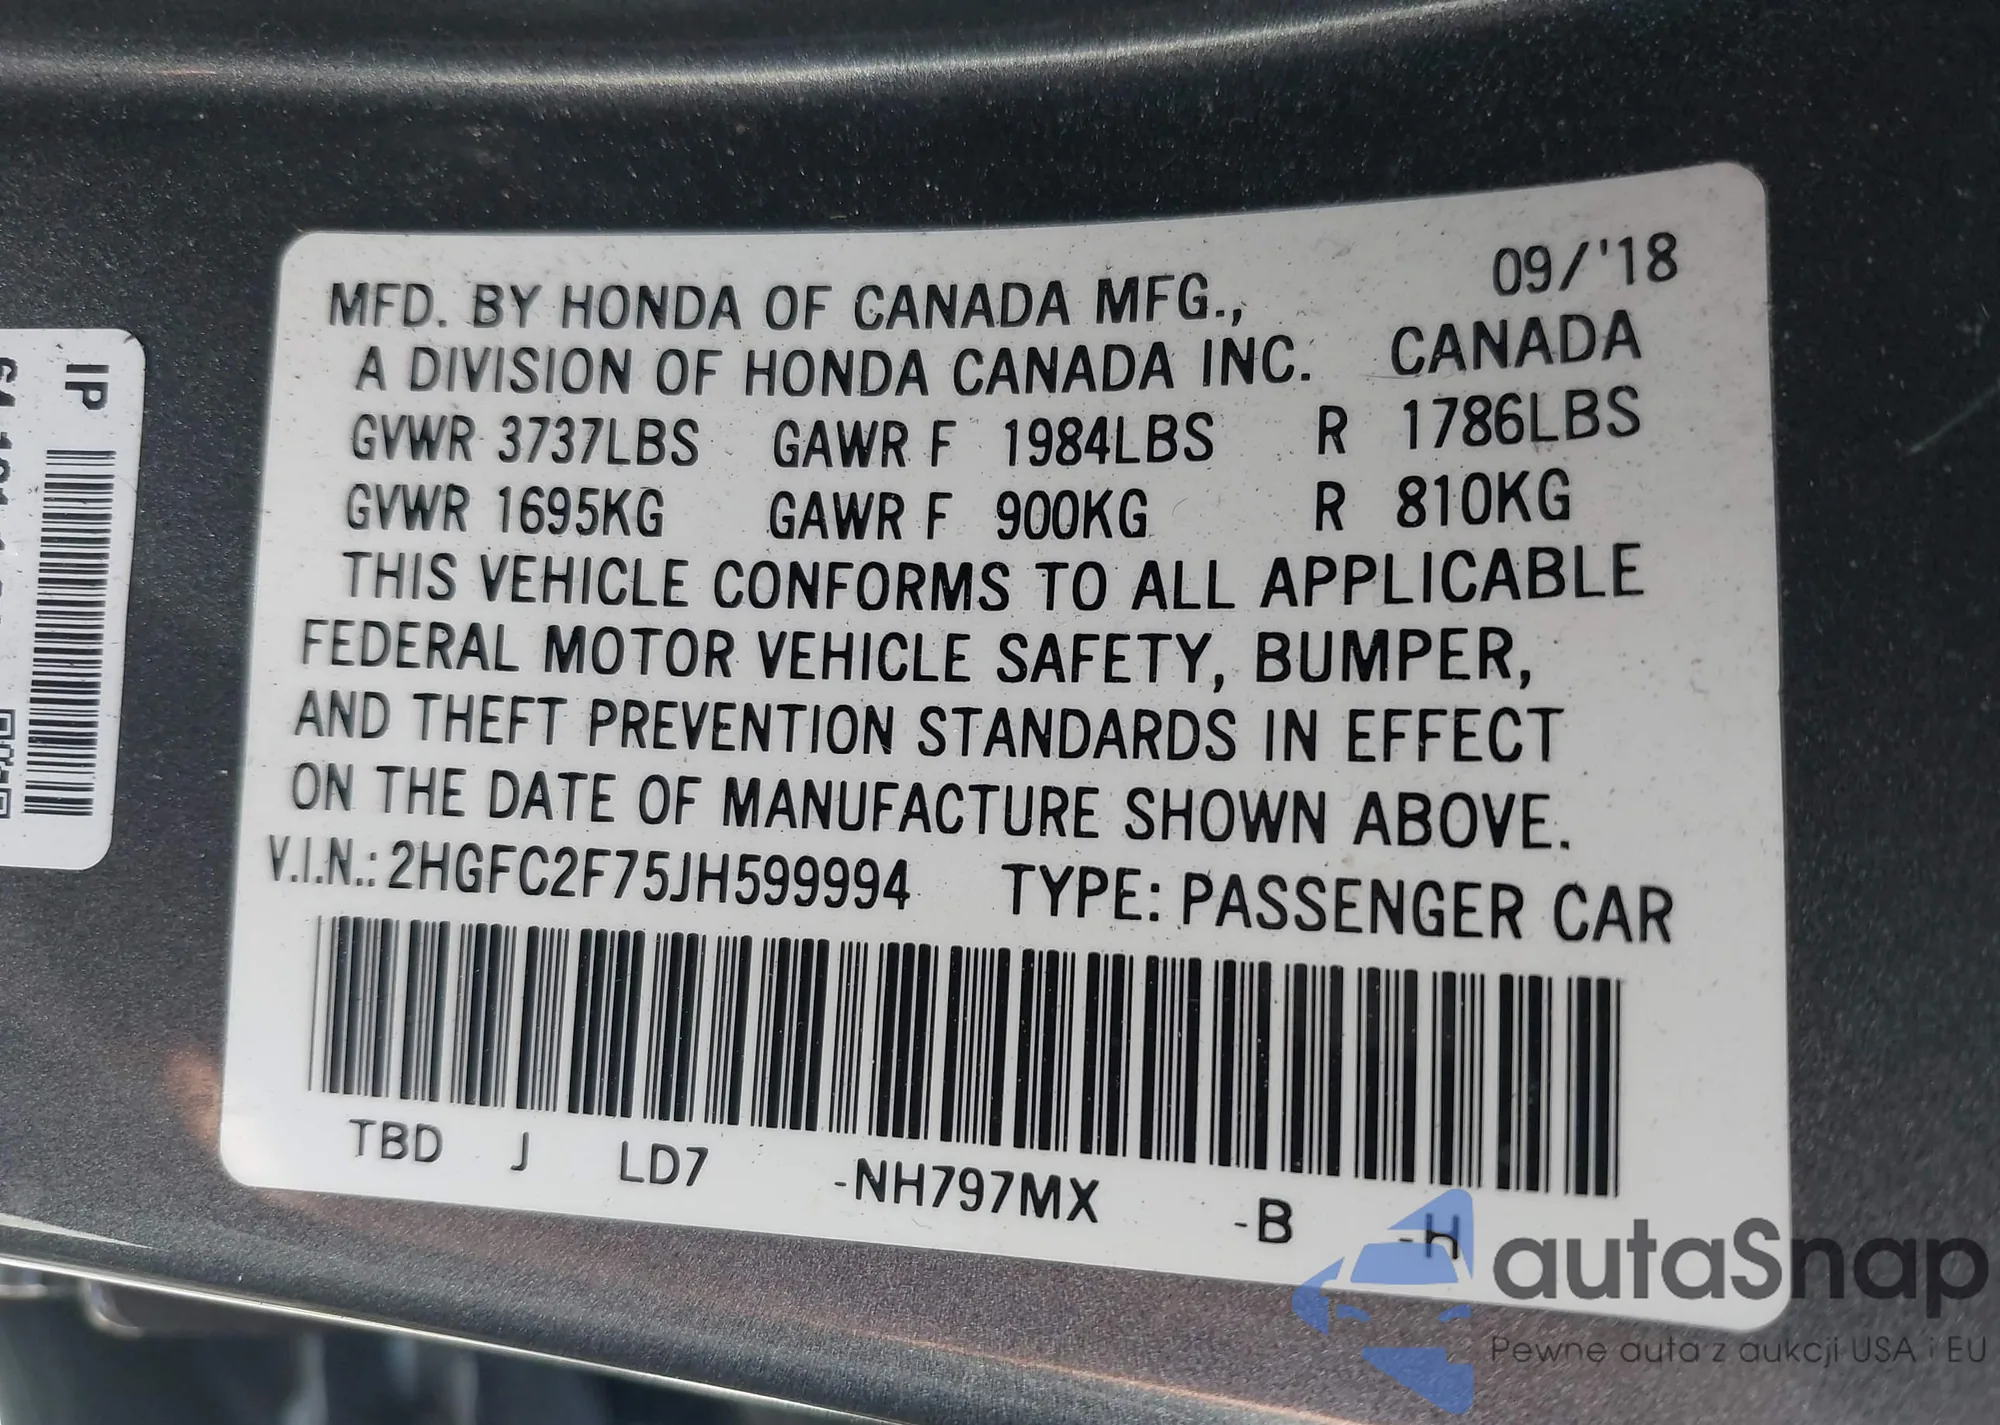 09/'18
MFD. BY HONDA OF CANADA MFG.,
A DIVISION OF HONDA CANADA INC. CANADA
GVWR 3737LBS GAWR F 1984LBS R 1786LBS
GVWR 1695KG GAWR F 900KG R 810KG
THIS VEHICLE CONFORMS TO ALL APPLICABLE
FEDERAL MOTOR VEHICLE SAFETY, BUMPER,
AND THEFT PREVENTION STANDARDS IN EFFECT
ON THE DATE OF MANUFACTURE SHOWN ABOVE.
V.I.N.: 2HGFC2F75JH599994 TYPE: PASSENGER CAR
TBD J LD7 -NH797MX -B -H
IP
autaSnap
Pewne auta z aukcji USA i EU